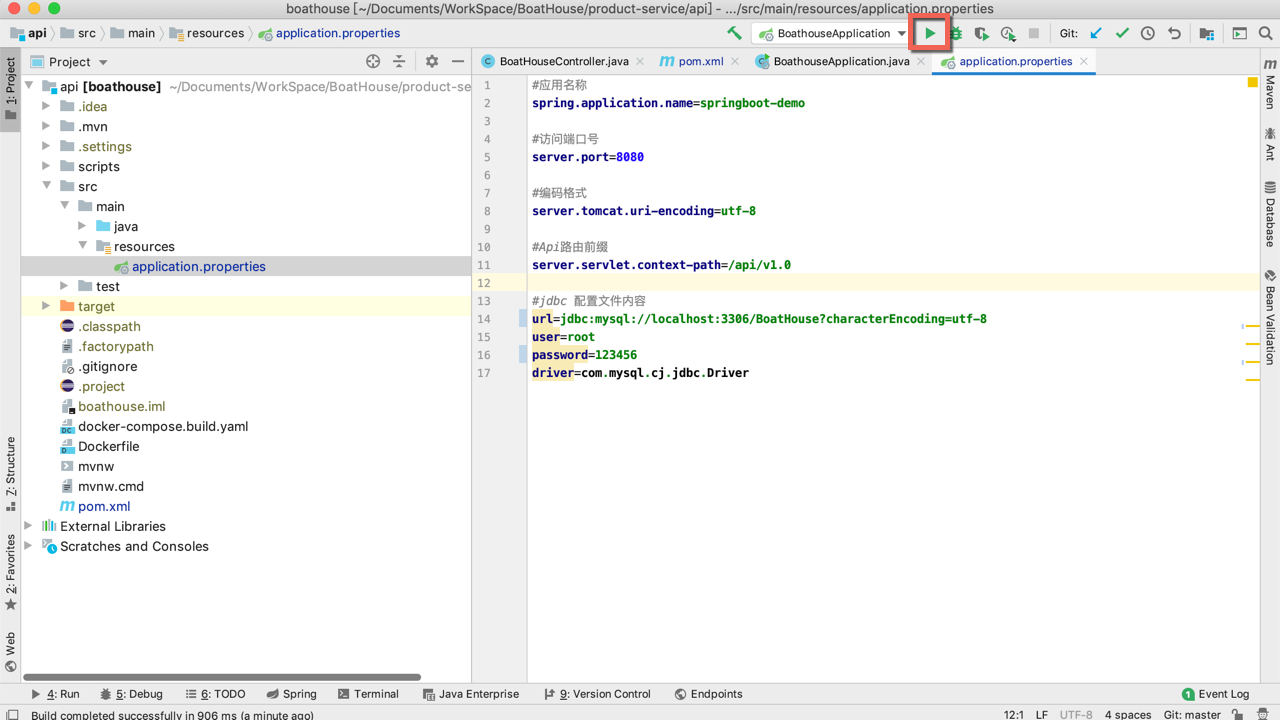 boathouse [~/Documents/WorkSpace/BoatHouse/product-service/api] - .../src/main/resources/application.properties
api src main resources application.properties BoathouseApplication Git:
Project BoatHouseController.java pom.xml BoathouseApplication.java application.properties
1: Project
Z: Structure
2: Favorites
Web
api [boathouse] ~/Documents/WorkSpace/BoatHouse/product-se
.idea
.mvn
.settings
scripts
src
main
java
resources
application.properties
test
target
.classpath
.factorypath
.gitignore
.project
boathouse.iml
docker-compose.build.yaml
Dockerfile
mvnw
mvnw.cmd
pom.xml
External Libraries
Scratches and Consoles
1 #应用名称
2 spring.application.name=springboot-demo
3
4 #访问端口号
5 server.port=8080
6
7 #编码格式
8 server.tomcat.uri-encoding=utf-8
9
10 #Api路由前缀
11 server.servlet.context-path=/api/v1.0
12
13 #jdbc 配置文件内容
14 url=jdbc:mysql://localhost:3306/BoatHouse?characterEncoding=utf-8
15 user=root
16 password=123456
17 driver=com.mysql.cj.jdbc.Driver
Maven
Ant
Database
Bean Validation
4: Run 5: Debug 6: TODO Spring Terminal Java Enterprise 9: Version Control Endpoints 1 Event Log
Build completed successfully in 906 ms (a minute ago) 12:1 LF UTF-8 4 spaces Git: master